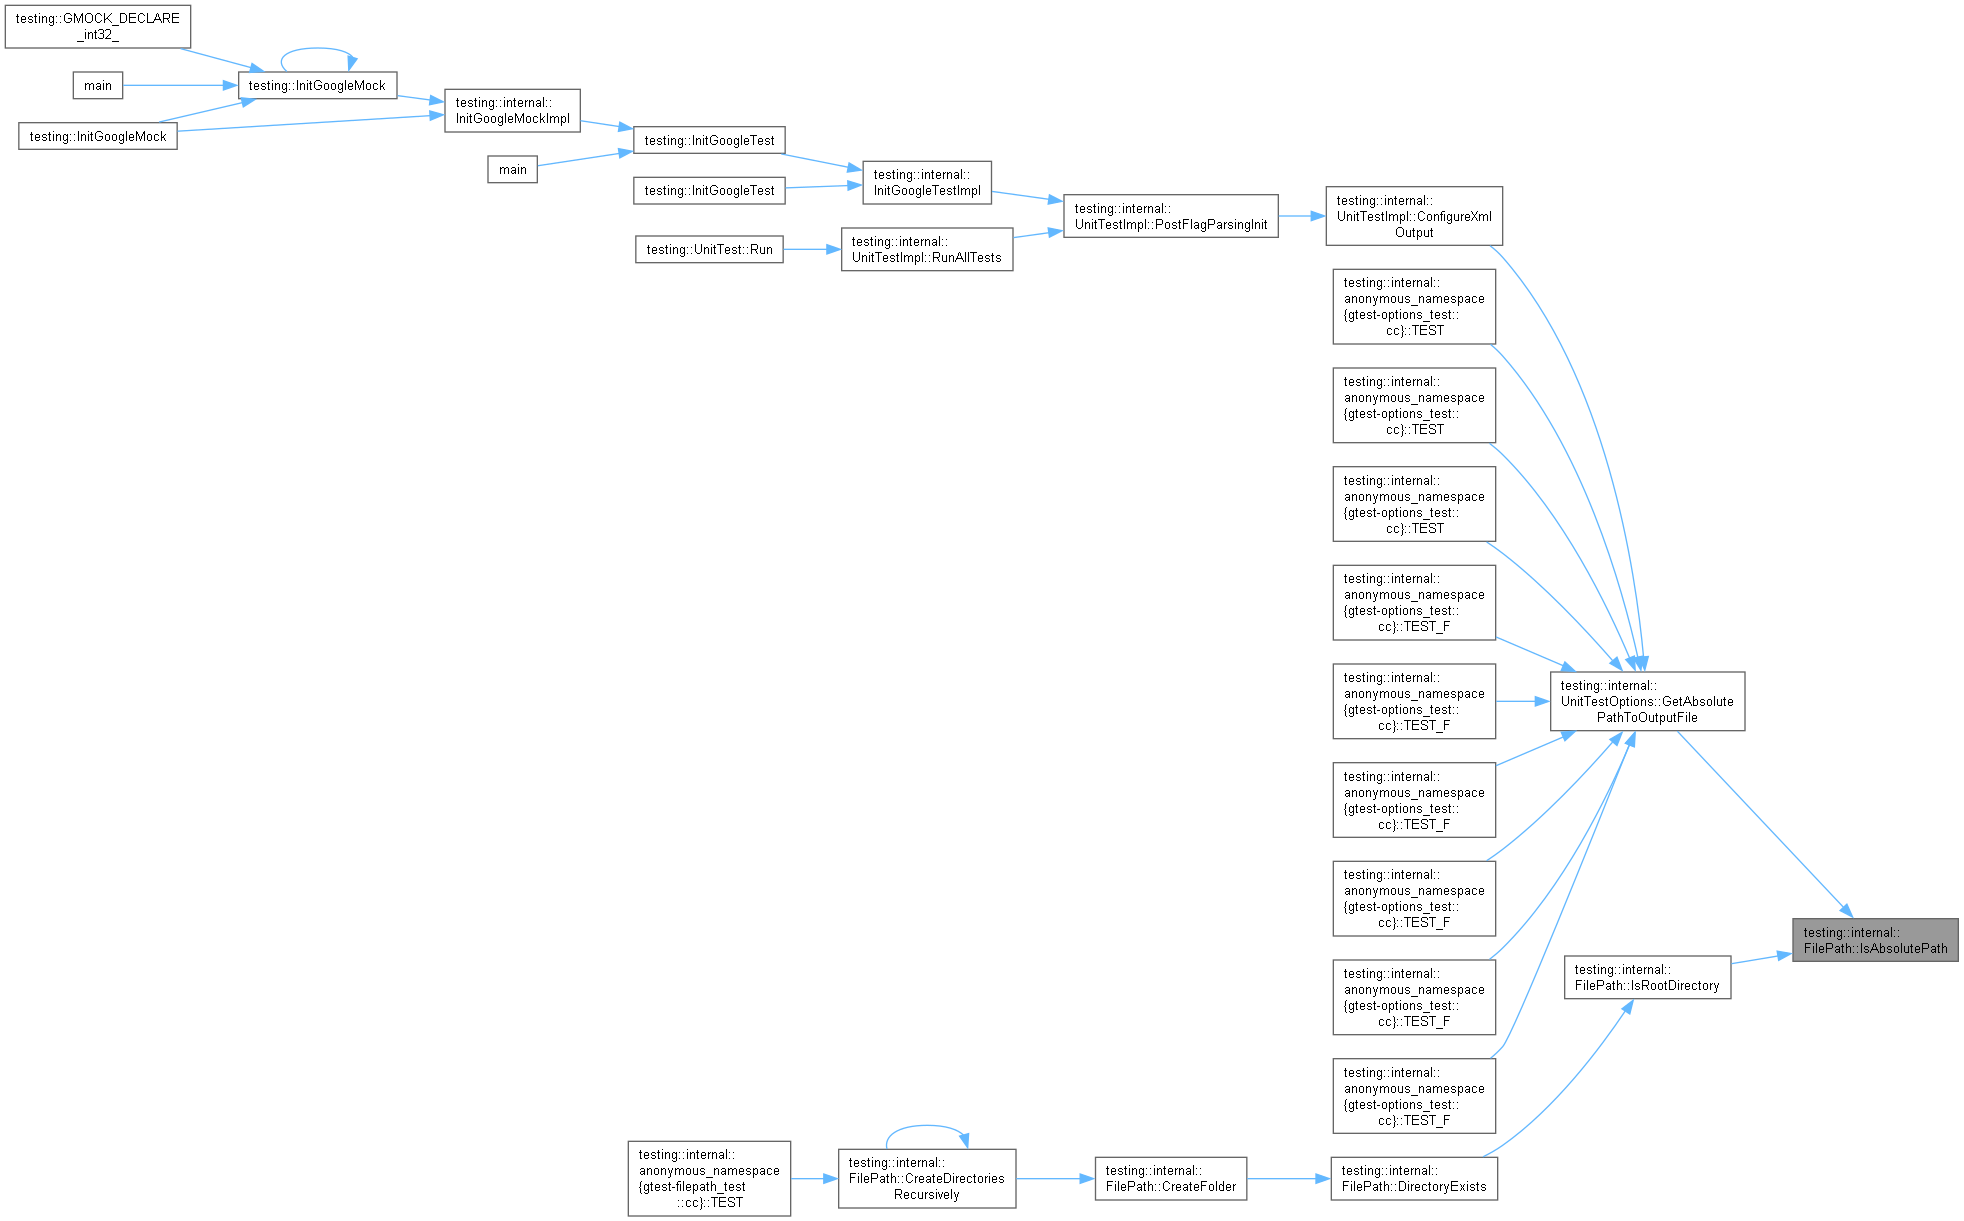 testing::GMOCK_DECLARE
_int32_
main
testing::InitGoogleMock
testing::InitGoogleMock
testing::internal::
InitGoogleMockImpl
main
testing::InitGoogleTest
testing::InitGoogleTest
testing::UnitTest::Run
testing::internal::
InitGoogleTestImpl
testing::internal::
UnitTestImpl::RunAllTests
testing::internal::
UnitTestImpl::PostFlagParsingInit
testing::internal::
UnitTestImpl::ConfigureXml
Output
testing::internal::
anonymous_namespace
{gtest-options_test::
cc}::TEST
testing::internal::
anonymous_namespace
{gtest-options_test::
cc}::TEST
testing::internal::
anonymous_namespace
{gtest-options_test::
cc}::TEST
testing::internal::
anonymous_namespace
{gtest-options_test::
cc}::TEST_F
testing::internal::
anonymous_namespace
{gtest-options_test::
cc}::TEST_F
testing::internal::
anonymous_namespace
{gtest-options_test::
cc}::TEST_F
testing::internal::
anonymous_namespace
{gtest-options_test::
cc}::TEST_F
testing::internal::
anonymous_namespace
{gtest-options_test::
cc}::TEST_F
testing::internal::
anonymous_namespace
{gtest-options_test::
cc}::TEST_F
testing::internal::
UnitTestOptions::GetAbsolute
PathToOutputFile
testing::internal::
FilePath::IsAbsolutePath
testing::internal::
FilePath::IsRootDirectory
testing::internal::
anonymous_namespace
{gtest-filepath_test
::cc}::TEST
testing::internal::
FilePath::CreateDirectories
Recursively
testing::internal::
FilePath::CreateFolder
testing::internal::
FilePath::DirectoryExists